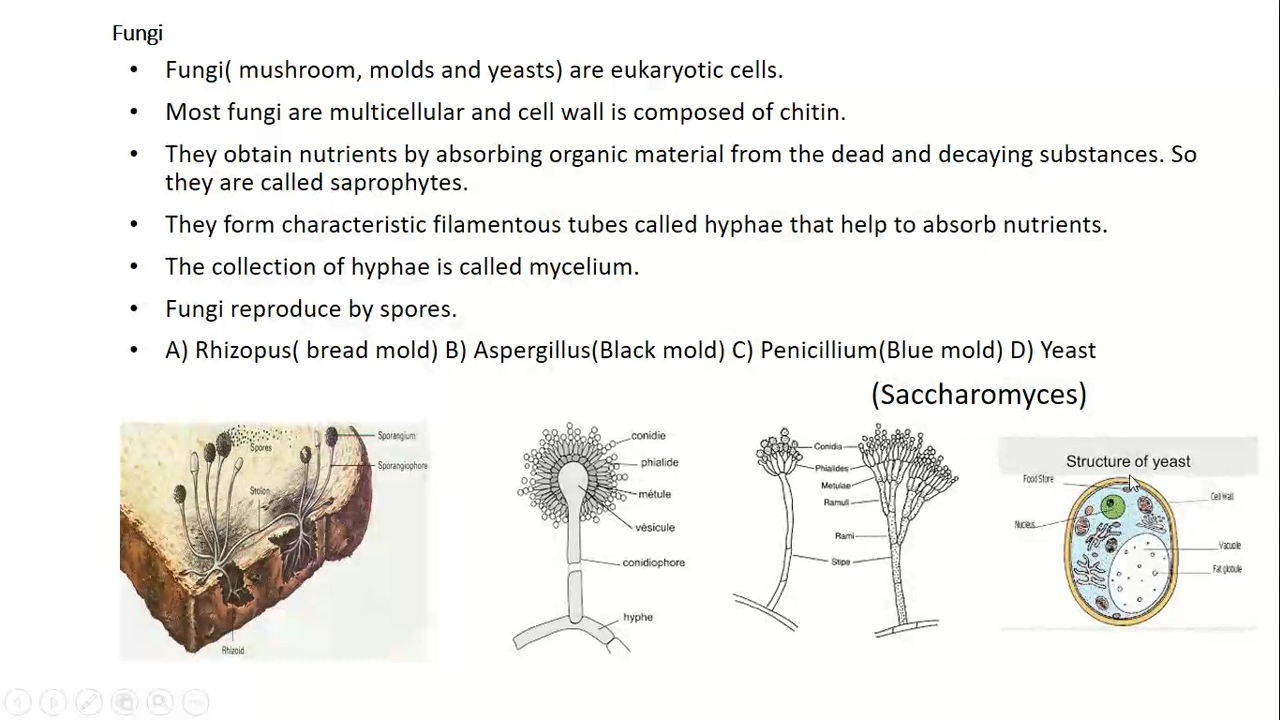 Fungi
• Fungi( mushroom, molds and yeasts) are eukaryotic cells.
• Most fungi are multicellular and cell wall is composed of chitin.
• They obtain nutrients by absorbing organic material from the dead and decaying substances. So
they are called saprophytes.
• They form characteristic filamentous tubes called hyphae that help to absorb nutrients.
• The collection of hyphae is called mycelium.
• Fungi reproduce by spores.
• A) Rhizopus( bread mold) B) Aspergillus(Black mold) C) Penicillium(Blue mold) D) Yeast
(Saccharomyces)
Spores
Sporangium
Sporangiophore
Stolon
Rhizoid
conidie
phialide
métule
vésicule
conidiophore
hyphe
Conidia
Phialides
Metulae
Ramuli
Rami
Stipe
Structure of yeast
Food Store
Cell Wall
Nucleus
Vacuole
Fat globule